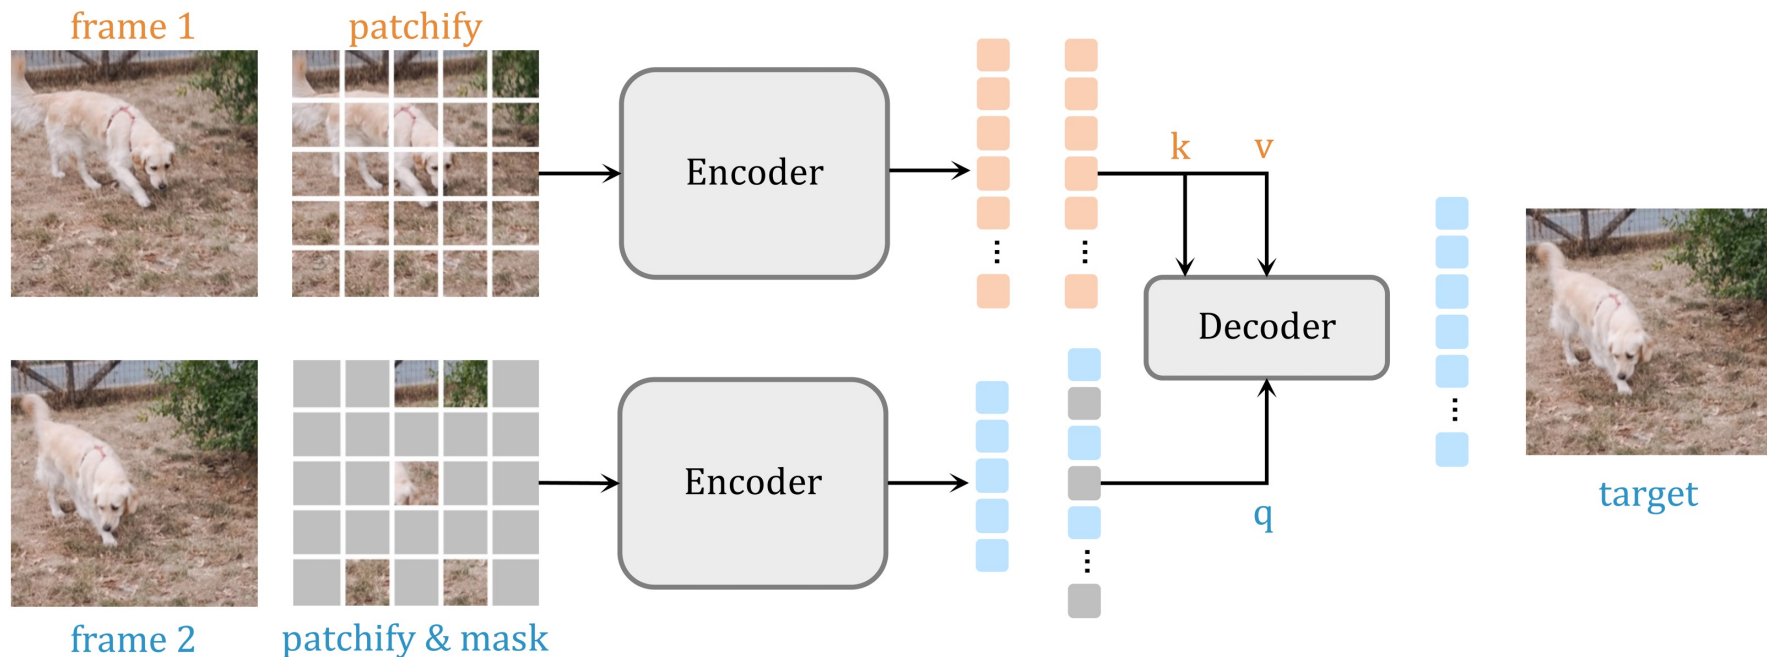 frame 1
patchify
Encoder
k
v
Decoder
Encoder
q
target
frame 2
patchify & mask